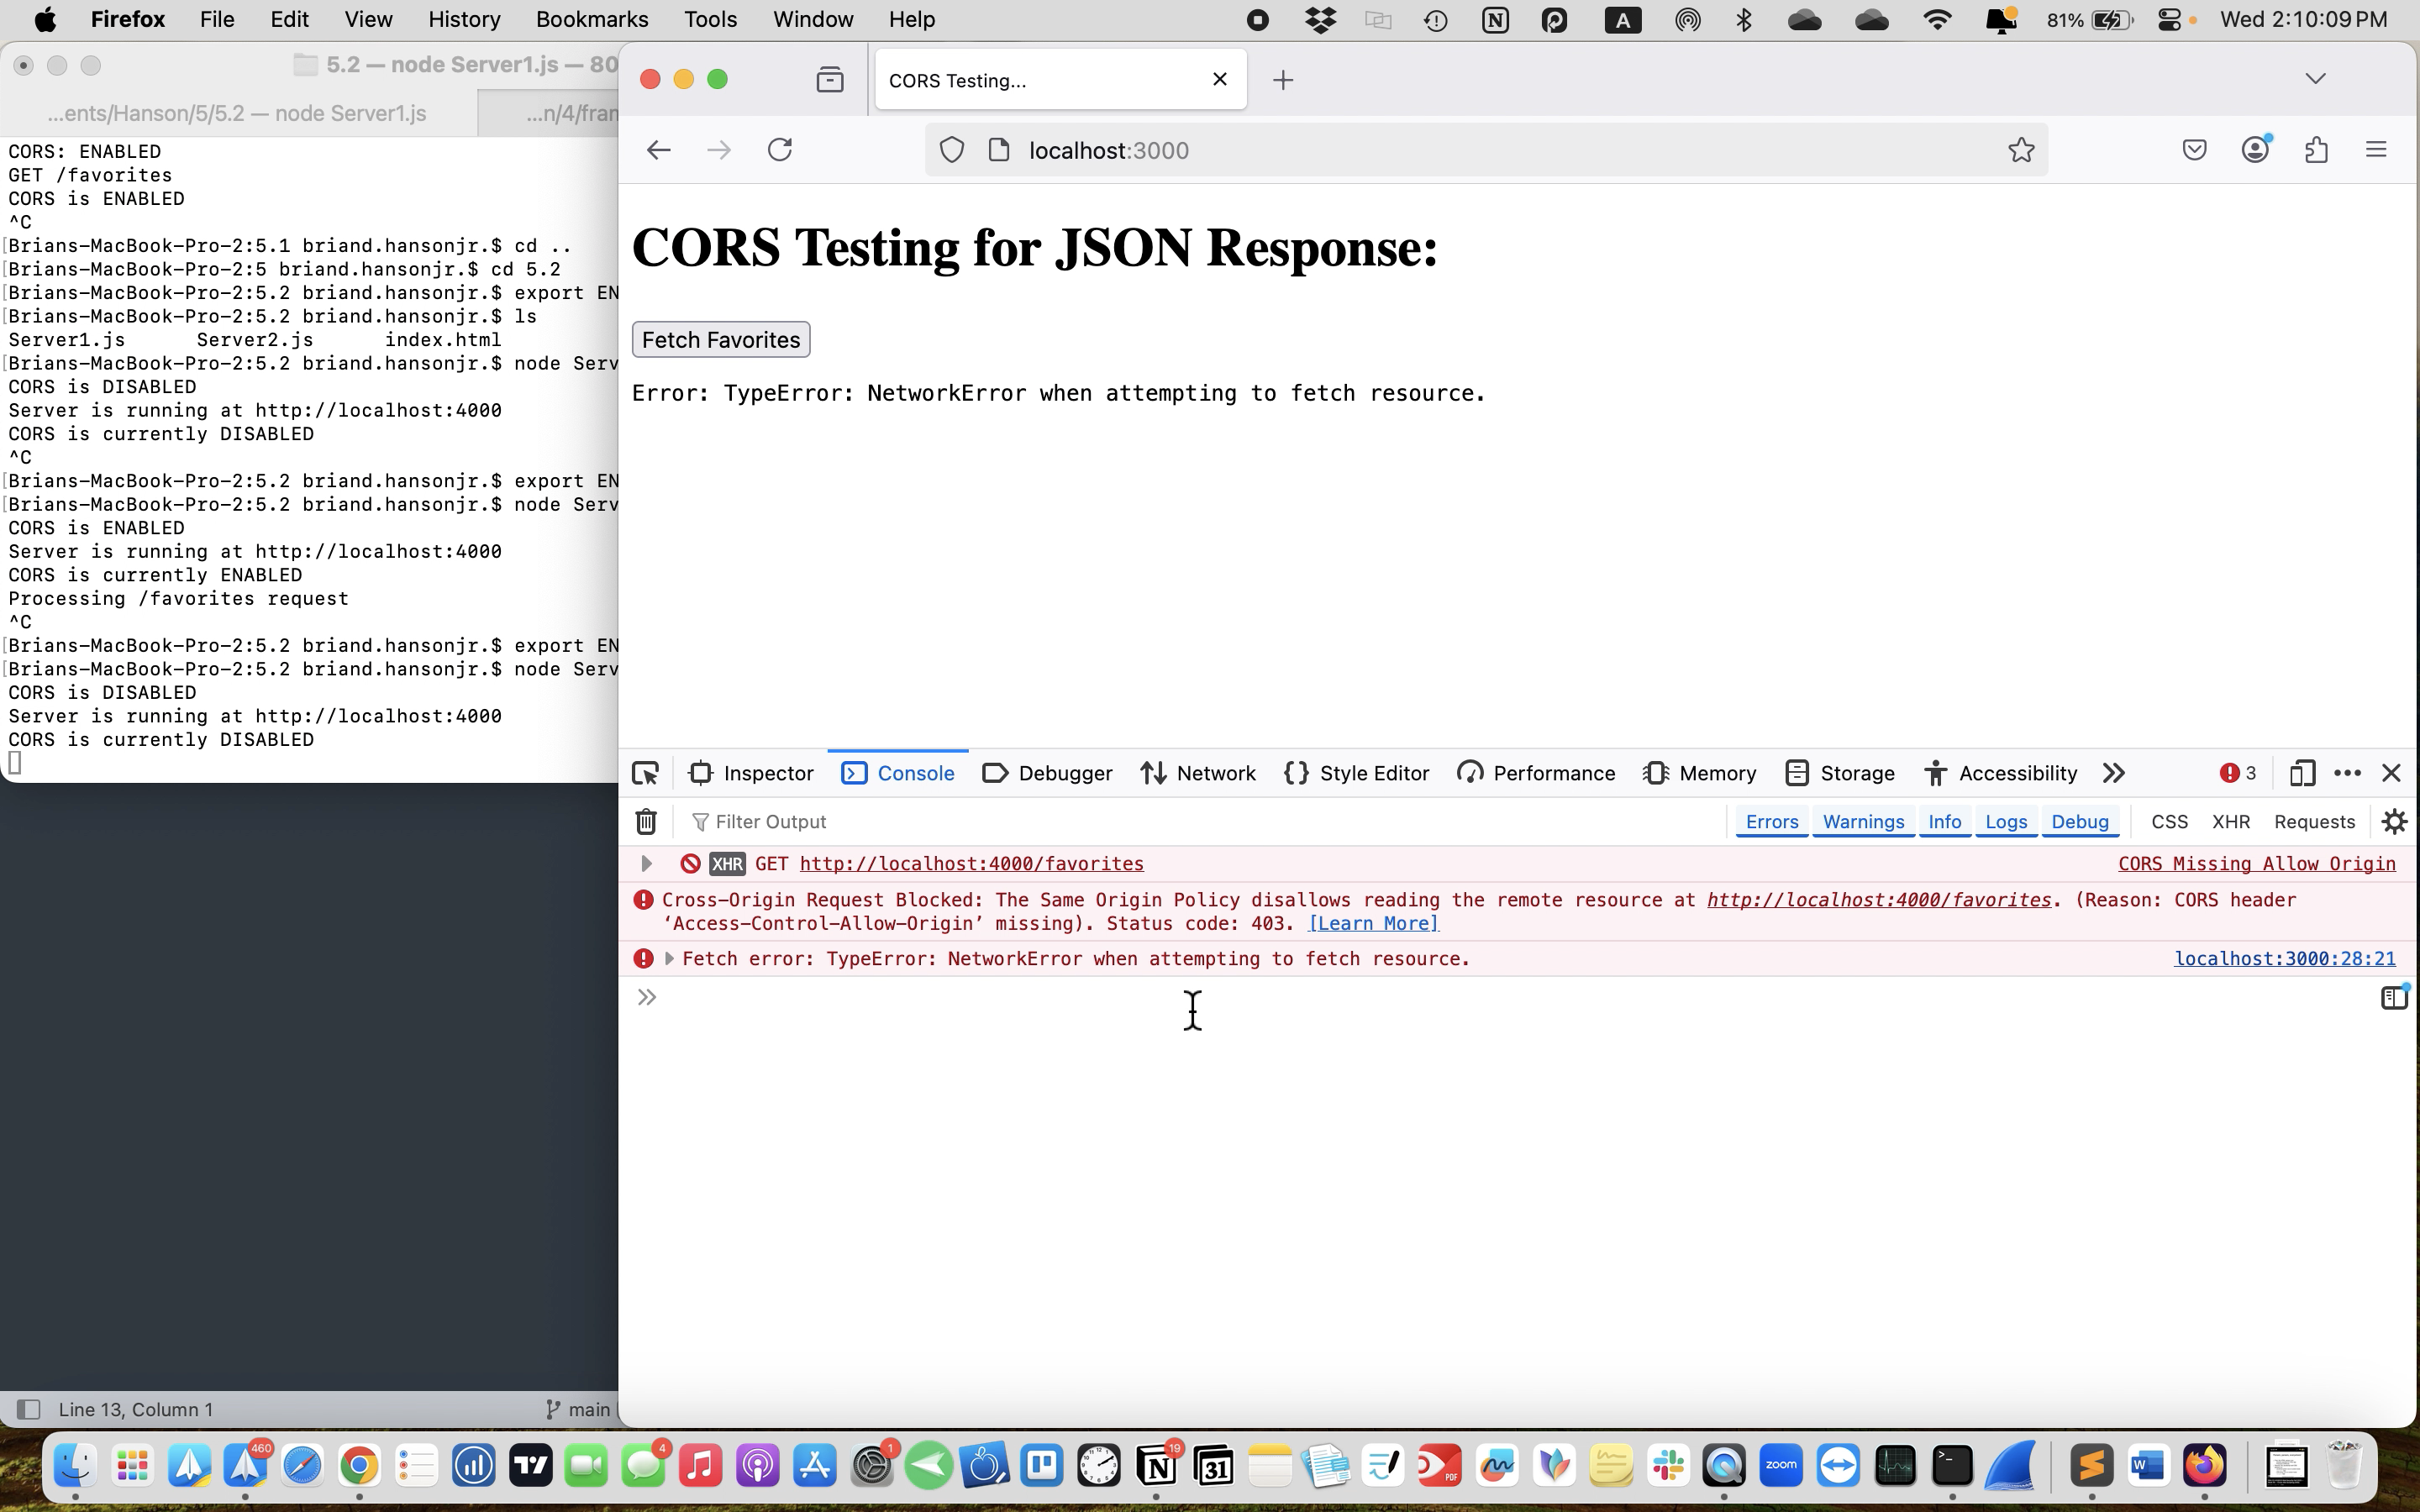 Firefox File Edit View History Bookmarks Tools Window Help
81% Wed 2:10:09 PM
5.2 — node Server1.js — 80
...ents/Hanson/5/5.2 — node Server1.js ...n/4/fran
CORS: ENABLED
GET /favorites
CORS is ENABLED
^C
[Brians-MacBook-Pro-2:5.1 briand.hansonjr.$ cd ..
[Brians-MacBook-Pro-2:5 briand.hansonjr.$ cd 5.2
[Brians-MacBook-Pro-2:5.2 briand.hansonjr.$ export EN
[Brians-MacBook-Pro-2:5.2 briand.hansonjr.$ ls
Server1.js Server2.js index.html
[Brians-MacBook-Pro-2:5.2 briand.hansonjr.$ node Serv
CORS is DISABLED
Server is running at http://localhost:4000
CORS is currently DISABLED
^C
[Brians-MacBook-Pro-2:5.2 briand.hansonjr.$ export EN
[Brians-MacBook-Pro-2:5.2 briand.hansonjr.$ node Serv
CORS is ENABLED
Server is running at http://localhost:4000
CORS is currently ENABLED
Processing /favorites request
^C
[Brians-MacBook-Pro-2:5.2 briand.hansonjr.$ export EN
[Brians-MacBook-Pro-2:5.2 briand.hansonjr.$ node Serv
CORS is DISABLED
Server is running at http://localhost:4000
CORS is currently DISABLED
Line 13, Column 1 main
CORS Testing...
localhost:3000
CORS Testing for JSON Response:
Fetch Favorites
Error: TypeError: NetworkError when attempting to fetch resource.
Inspector Console Debugger Network Style Editor Performance Memory Storage Accessibility 3
Filter Output Errors Warnings Info Logs Debug CSS XHR Requests
XHR GET http://localhost:4000/favorites CORS Missing Allow Origin
Cross-Origin Request Blocked: The Same Origin Policy disallows reading the remote resource at http://localhost:4000/favorites. (Reason: CORS header
‘Access-Control-Allow-Origin’ missing). Status code: 403. [Learn More]
Fetch error: TypeError: NetworkError when attempting to fetch resource. localhost:3000:28:21
460 4 1 19 31 PDF zoom